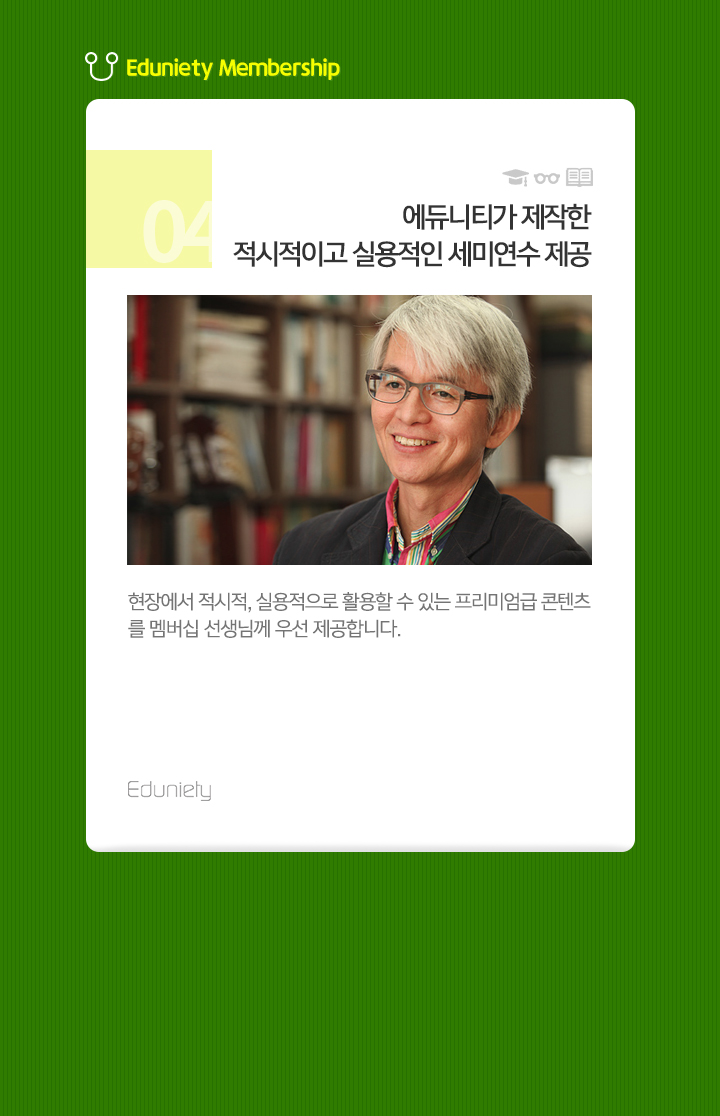 Eduniety Membership
04
에듀니티가 제작한
적시적이고 실용적인 세미연수 제공
현장에서 적시적, 실용적으로 활용할 수 있는 프리미엄급 콘텐츠
를 멤버십 선생님께 우선 제공합니다.
Eduniety